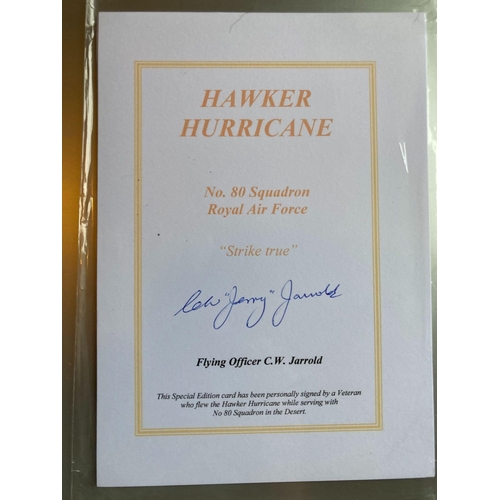 HAWKER
HURRICANE
No. 80 Squadron
Royal Air Force
“Strike true”
CW "Jerry" Jarrold
Flying Officer C.W. Jarrold
This Special Edition card has been personally signed by a Veteran
who flew the Hawker Hurricane while serving with
No 80 Squadron in the Desert.